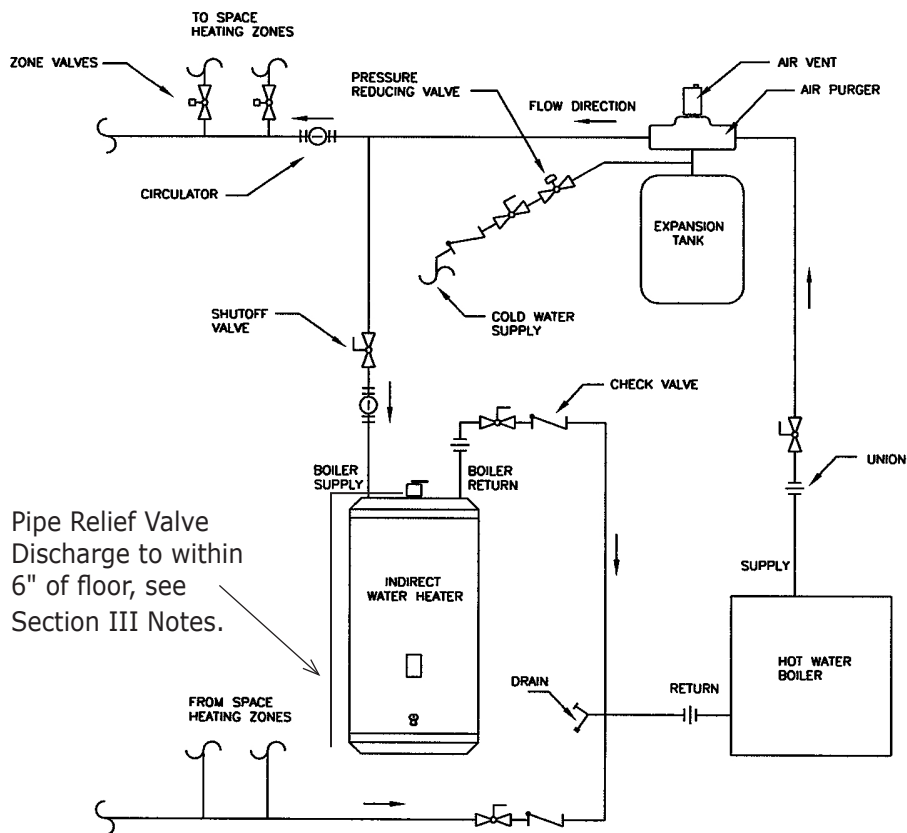 TO SPACE
HEATING ZONES
ZONE VALVES
PRESSURE
REDUCING VALVE
AIR VENT
AIR PURGER
FLOW DIRECTION
CIRCULATOR
EXPANSION
TANK
COLD WATER
SUPPLY
SHUTOFF
VALVE
CHECK VALVE
UNION
BOILER
SUPPLY
BOILER
RETURN
Pipe Relief Valve
Discharge to within
6" of floor, see
Section III Notes.
INDIRECT
WATER HEATER
SUPPLY
HOT WATER
BOILER
DRAIN
RETURN
FROM SPACE
HEATING ZONES